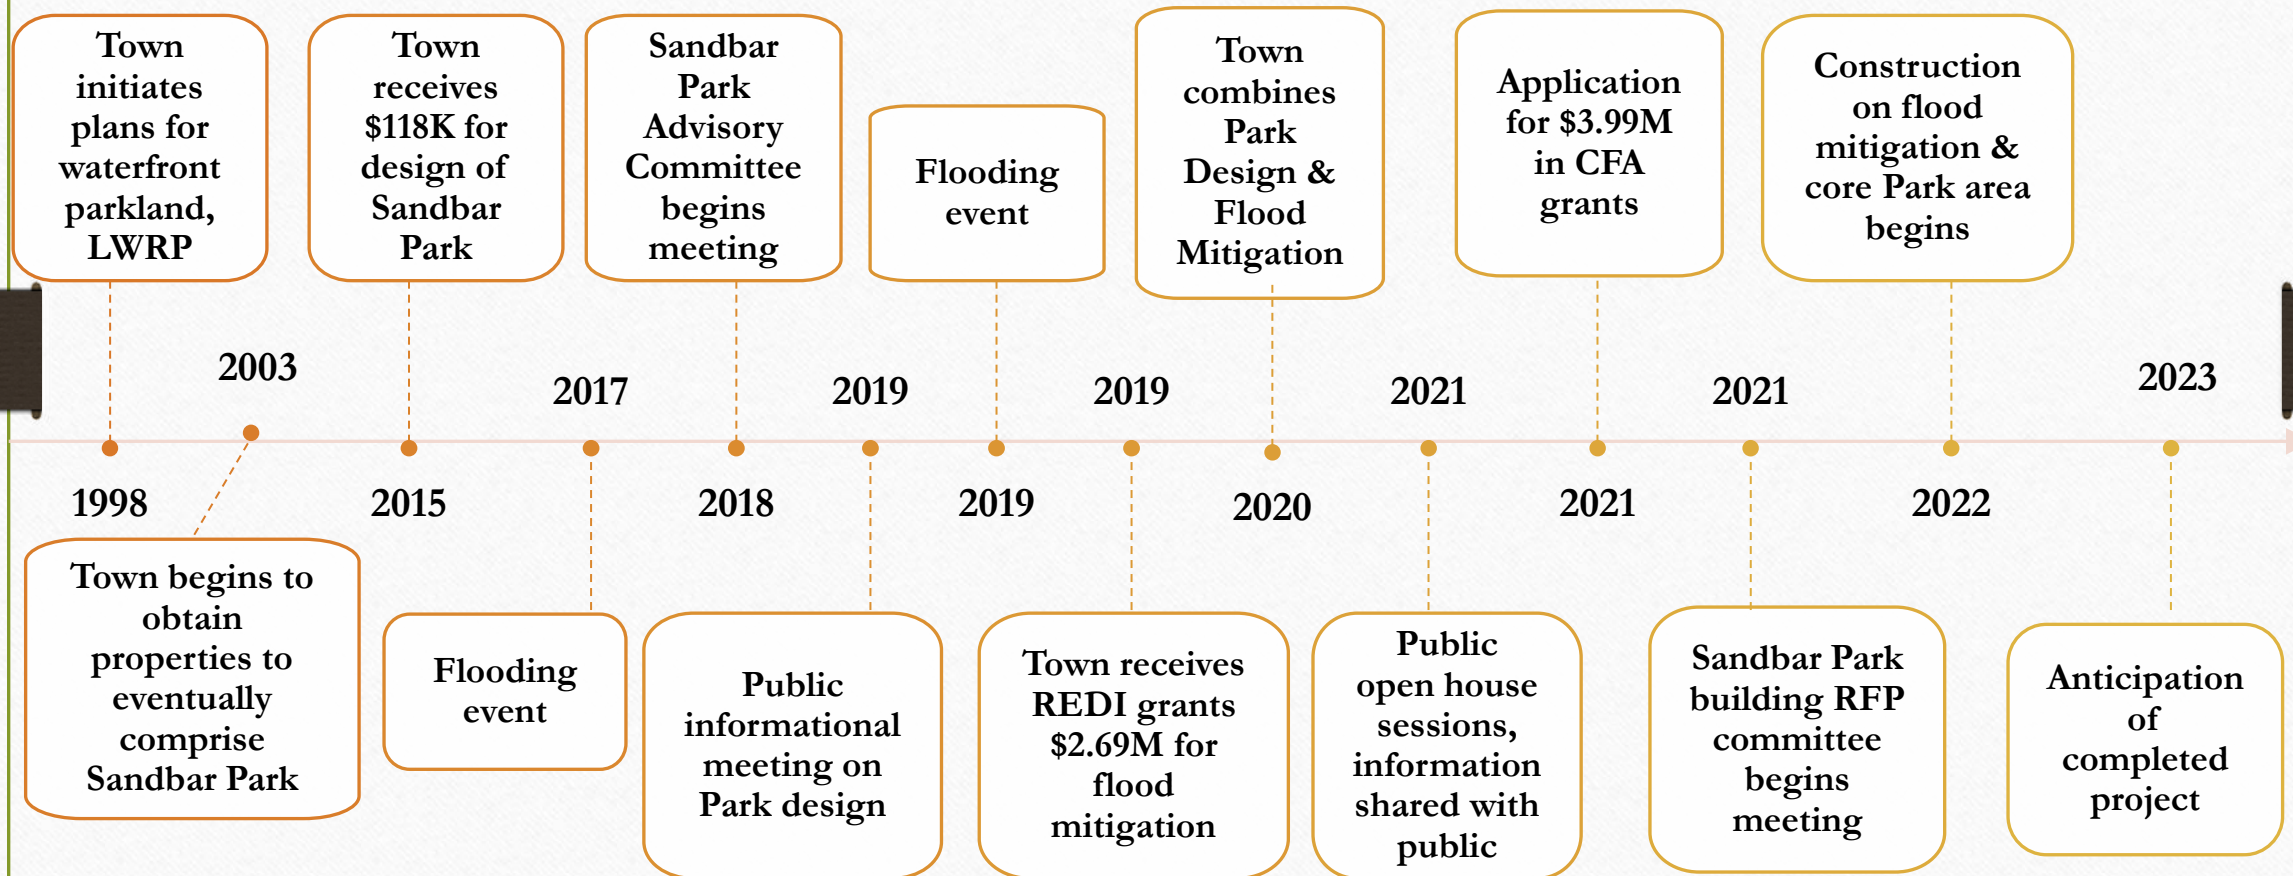 Town
initiates
plans for
waterfront
parkland,
LWRP
Town
receives
$118K for
design of
Sandbar
Park
Sandbar
Park
Advisory
Committee
begins
meeting
Flooding
event
Town
combines
Park
Design &
Flood
Mitigation
Application
for $3.99M
in CFA
grants
Construction
on flood
mitigation &
core Park area
begins
2003
2017
2019
2019
2021
2021
2023
1998
2015
2018
2019
2020
2021
2022
Town begins to
obtain
properties to
eventually
comprise
Sandbar Park
Flooding
event
Public
informational
meeting on
Park design
Town receives
REDI grants
$2.69M for
flood
mitigation
Public
open house
sessions,
information
shared with
public
Sandbar Park
building RFP
committee
begins
meeting
Anticipation
of
completed
project